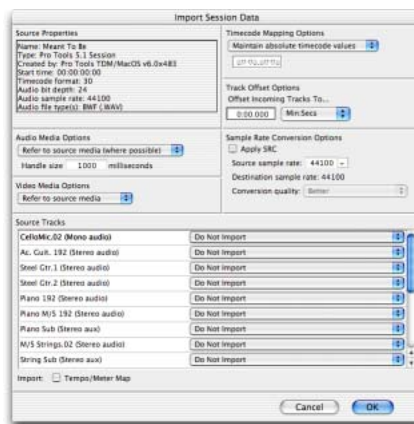 Import Session Data
Source Properties
Name: Meant To Be
Type: Pro Tools 5.1 Session
Created by: Pro Tools TDM/MacOS v6.0x483
Start time: 00:00:00:00
Timecode format: 30
Audio bit depth: 24
Audio sample rate: 44100
Audio file type(s): BWF (.WAV)
Timecode Mapping Options
Maintain absolute timecode values
Track Offset Options
Offset Incoming Tracks To...
0:00.000 Min:Secs
Audio Media Options
Refer to source media (where possible)
Handle size 1000 milliseconds
Video Media Options
Refer to source media
Sample Rate Conversion Options
Apply SRC
Source sample rate: 44100
Destination sample rate: 44100
Conversion quality: Better
Source Tracks
CelloMic.02 (Mono audio) Do Not Import
Ac. Guit. 192 (Stereo audio) Do Not Import
Steel Gtr.1 (Stereo audio) Do Not Import
Steel Gtr.2 (Stereo audio) Do Not Import
Piano 192 (Stereo audio) Do Not Import
Piano M/S 192 (Stereo audio) Do Not Import
Piano Sub (Stereo aux) Do Not Import
M/S Strings.02 (Stereo audio) Do Not Import
String Sub (Stereo aux) Do Not Import
Import: Tempo/Meter Map
Cancel OK